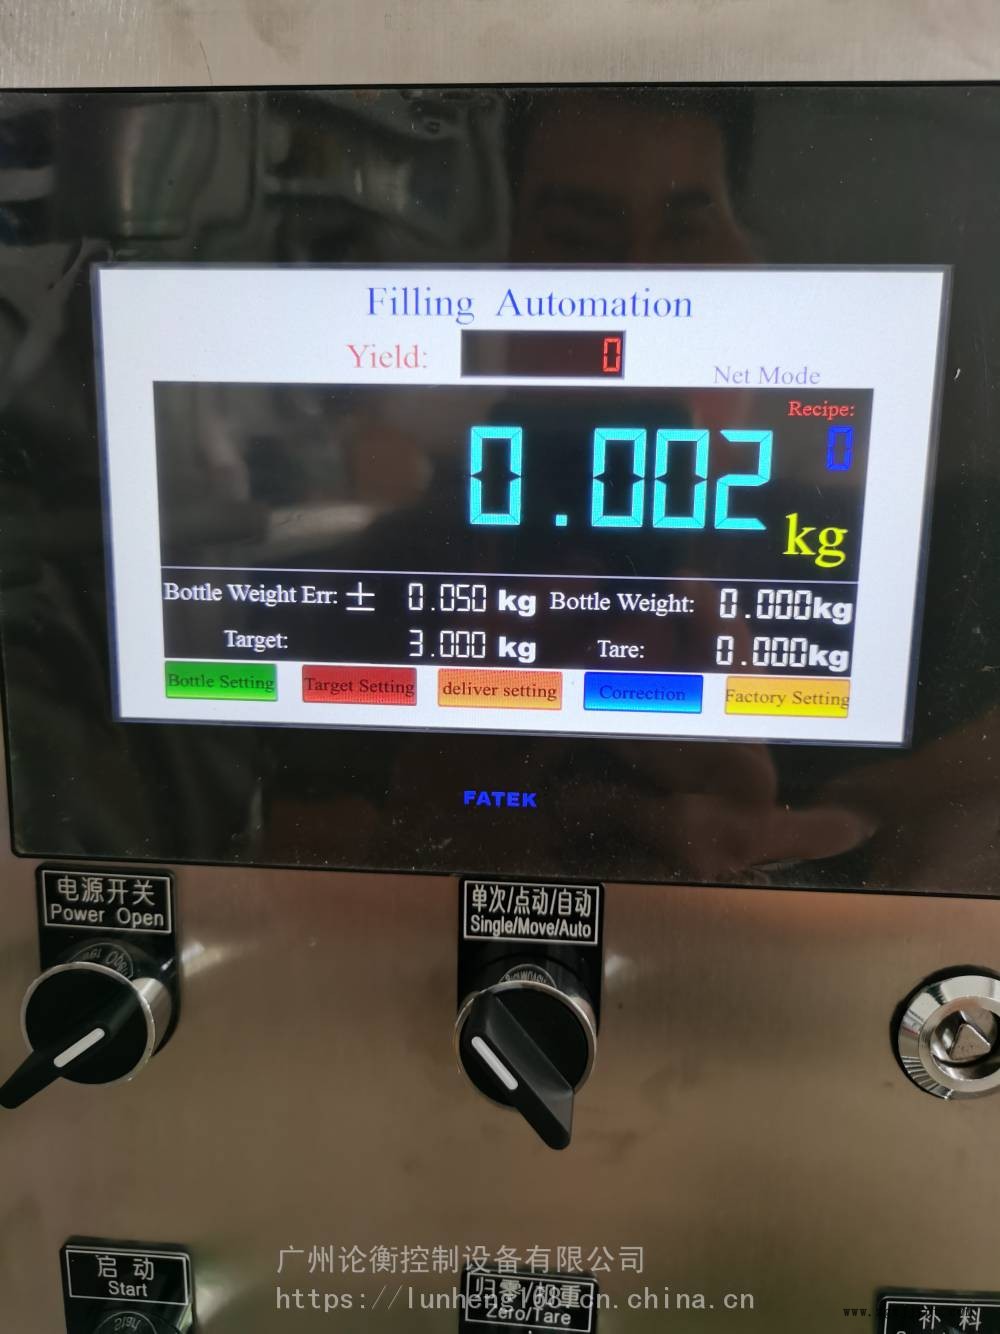 Filling Automation
Yield: 0
Net Mode
Recipe:
0
0.002
kg
Bottle Weight Err: ± 0.050 kg Bottle Weight: 0.000kg
Target: 3.000 kg Tare: 0.000kg
Bottle Setting Target Setting deliver setting Correction Factory Setting
FATEK
电源开关
Power Open
单次/点动/自动
Single/Move/Auto
启动
Start
广州论衡控制设备有限公司
https://lunheng168.cn.china.cn
Zero/Tare
补料